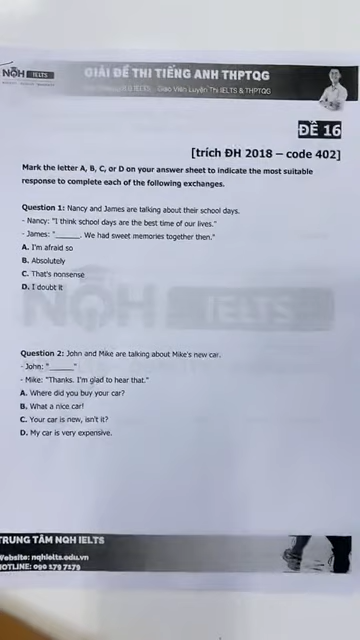 NQH IELTS
GIẢI ĐỀ THI TIẾNG ANH THPTQG
IELTS - Giáo Viên Luyện Thi IELTS & THPTQG
ĐỀ 16
[trích ĐH 2018 – code 402]
Mark the letter A, B, C, or D on your answer sheet to indicate the most suitable
response to complete each of the following exchanges.
Question 1: Nancy and James are talking about their school days.
- Nancy: "I think school days are the best time of our lives."
- James: "______. We had sweet memories together then."
A. I'm afraid so
B. Absolutely
C. That's nonsense
D. I doubt it
NQH IELTS
Question 2: John and Mike are talking about Mike's new car.
- John: "______"
- Mike: "Thanks. I'm glad to hear that."
A. Where did you buy your car?
B. What a nice car!
C. Your car is new, isn't it?
D. My car is very expensive.
TRUNG TÂM NQH IELTS
Website: nqhielts.edu.vn
HOTLINE: 090 179 7179